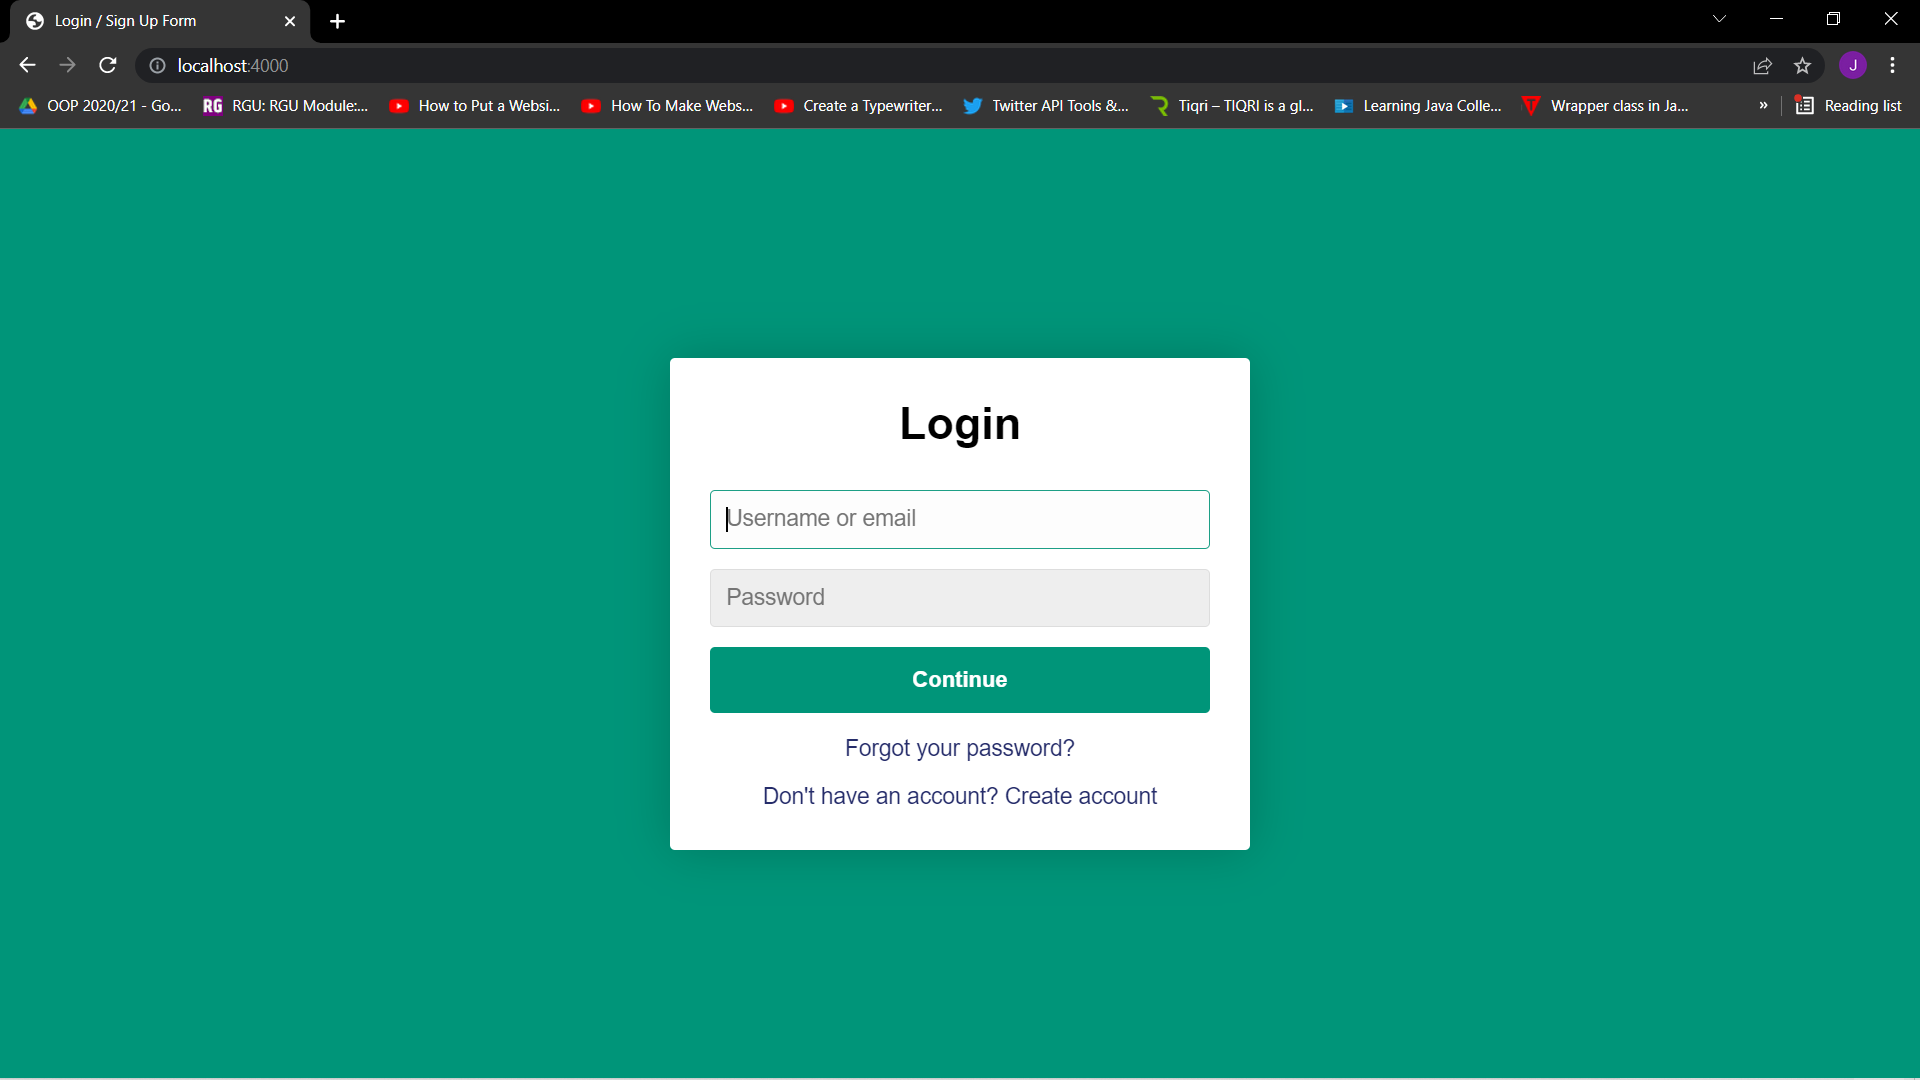 Login / Sign Up Form
localhost:4000
J
OOP 2020/21 - Go...
RG RGU: RGU Module:...
How to Put a Websi...
How To Make Webs...
Create a Typewriter...
Twitter API Tools &...
Tiqri – TIQRI is a gl...
Learning Java Colle...
T Wrapper class in Ja...
»
Reading list
Login
Username or email
Password
Continue
Forgot your password?
Don't have an account? Create account